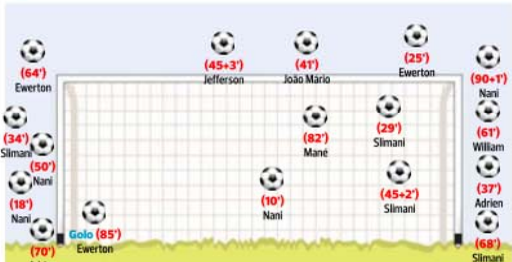 (64')
Ewerton
(45+3')
Jefferson
(41')
João Mário
(25')
Ewerton
(90+1')
Nani
(34')
Slimani
(50')
Nani
(18')
Nani
(70')
(82')
Mané
(29')
Slimani
(61')
William
(10')
Nani
(45+2')
Slimani
(37')
Adrien
Golo (85')
Ewerton
(68')
Slimani